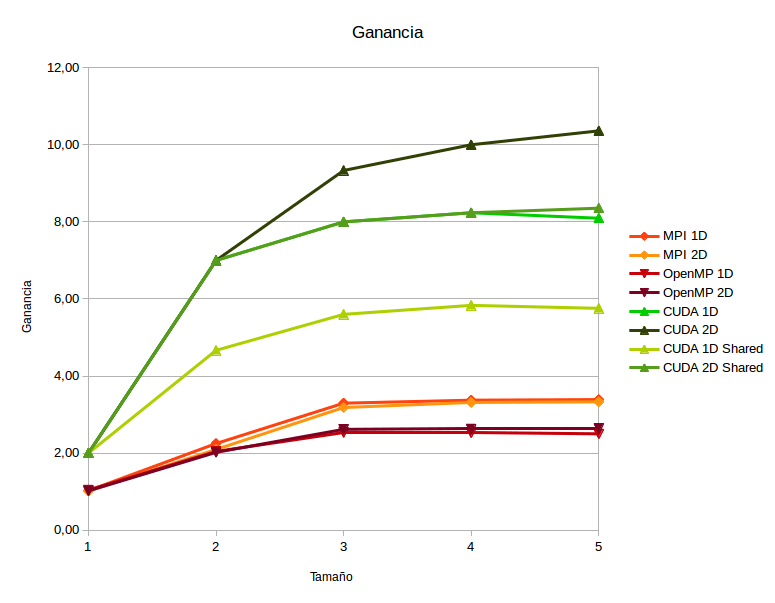 Ganancia
12,00
10,00
8,00
6,00
4,00
2,00
0,00
Ganancia
1 2 3 4 5
Tamaño
MPI 1D
MPI 2D
OpenMP 1D
OpenMP 2D
CUDA 1D
CUDA 2D
CUDA 1D Shared
CUDA 2D Shared